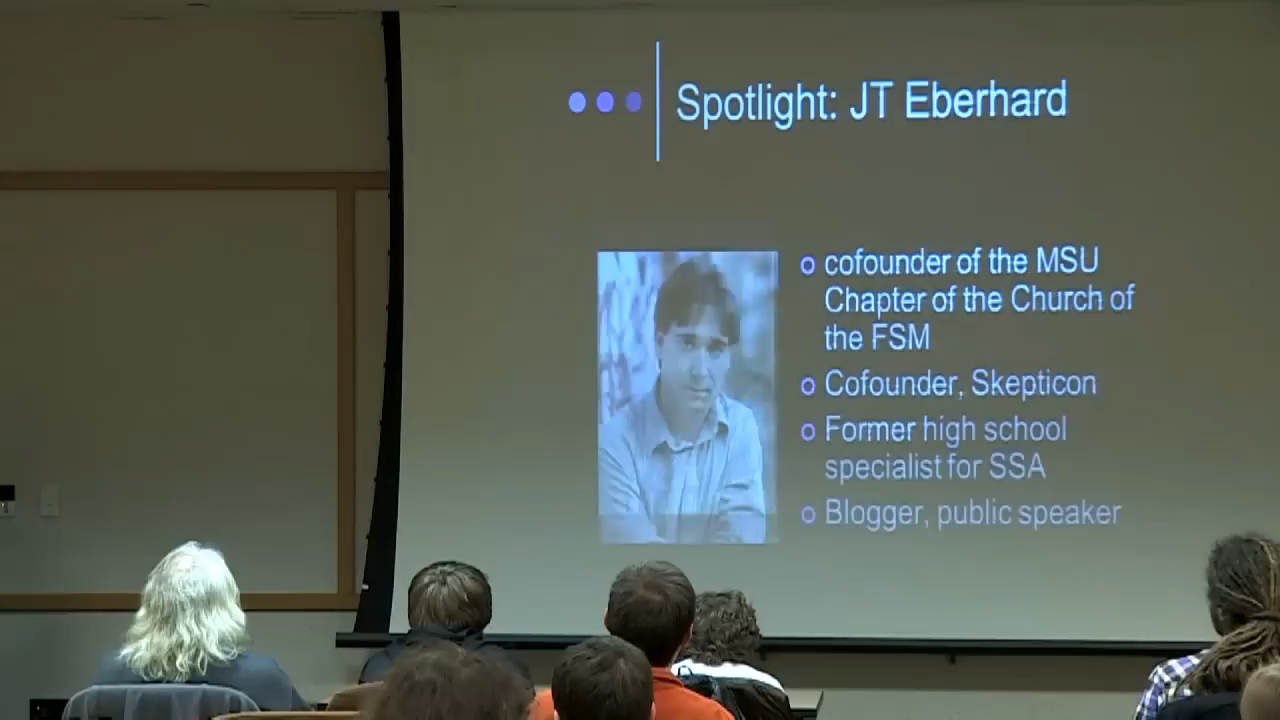 Spotlight: JT Eberhard
cofounder of the MSU
Chapter of the Church of
the FSM
Cofounder, Skepticon
Former high school
specialist for SSA
Blogger, public speaker